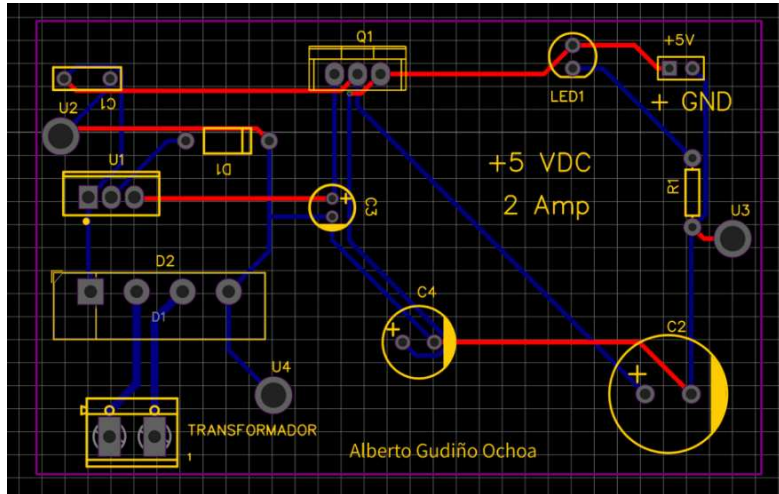 Q1
+5V
C1
U2
LED1
+ GND
D1
U1
+5 VDC
R1
2 Amp
C3
U3
D2
C4
D1
C2
+
+
+
U4
TRANSFORMADOR
1
Alberto Gudiño Ochoa